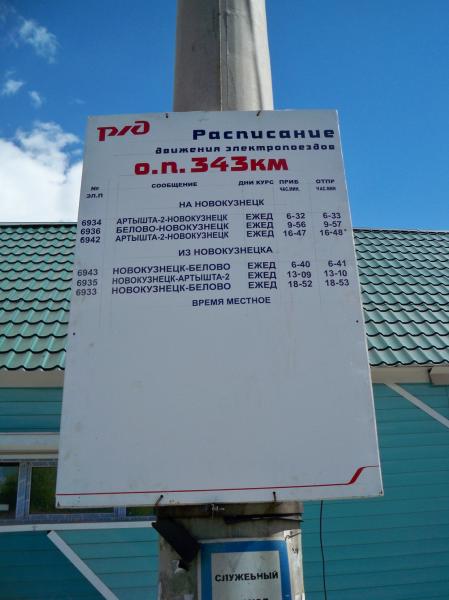 РЖД Расписание
движения электропоездов
о.п. 343км
№ ЭЛ.П СООБЩЕНИЕ ДНИ КУРС ПРИБ ЧАС.МИН. ОТПР ЧАС.МИН.
НА НОВОКУЗНЕЦК
6934 АРТЫШТА-2-НОВОКУЗНЕЦК ЕЖЕД 6-32 6-33
6936 БЕЛОВО-НОВОКУЗНЕЦК ЕЖЕД 9-56 9-57
6942 АРТЫШТА-2-НОВОКУЗНЕЦК ЕЖЕД 16-47 16-48*
ИЗ НОВОКУЗНЕЦКА
6943 НОВОКУЗНЕЦК-БЕЛОВО ЕЖЕД 6-40 6-41
6935 НОВОКУЗНЕЦК-АРТЫШТА-2 ЕЖЕД 13-09 13-10
6933 НОВОКУЗНЕЦК-БЕЛОВО ЕЖЕД 18-52 18-53
ВРЕМЯ МЕСТНОЕ
СЛУЖЕЬНЫЙ